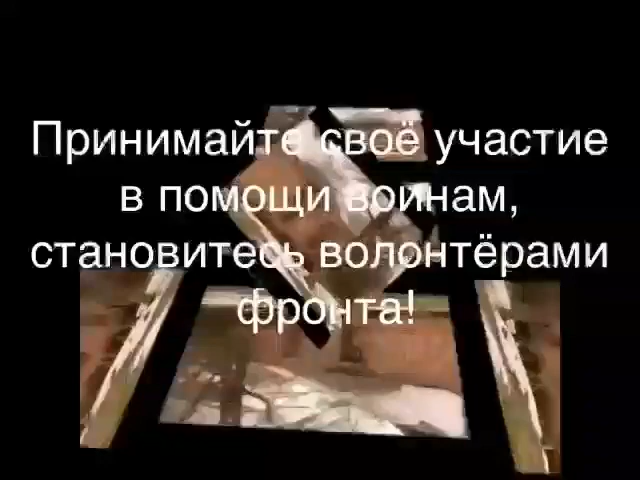 Принимайте своё участие
в помощи воинам,
становитесь волонтёрами
фронта!